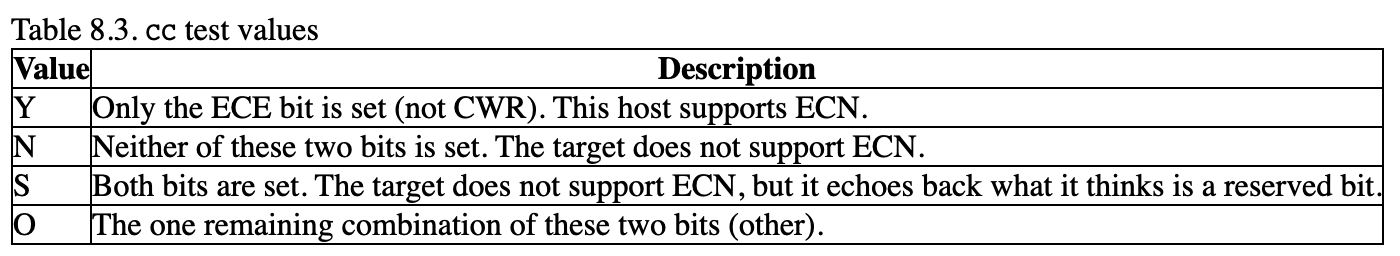 Table 8.3. cc test values
Value Description
Y Only the ECE bit is set (not CWR). This host supports ECN.
N Neither of these two bits is set. The target does not support ECN.
S Both bits are set. The target does not support ECN, but it echoes back what it thinks is a reserved bit.
O The one remaining combination of these two bits (other).